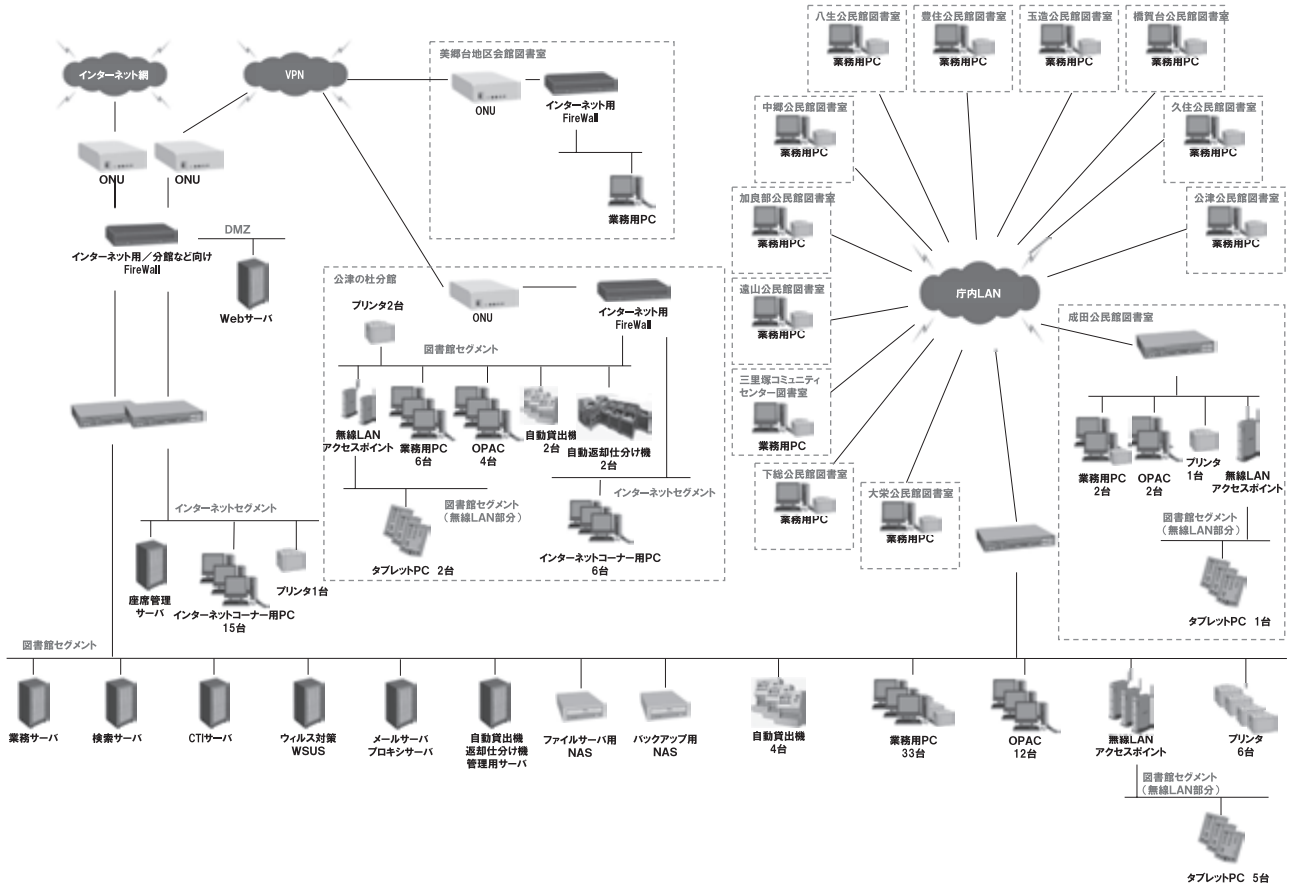 インターネット網
VPN
ONU
ONU
インターネット用／分館など向け
FireWall
DMZ
Webサーバ
インターネットセグメント
座席管理
サーバ
インターネットコーナー用PC
15台
プリンタ1台
美郷台地区会館図書室
ONU
インターネット用
FireWall
業務用PC
公津の杜分館
プリンタ2台
ONU
インターネット用
FireWall
図書館セグメント
無線LAN
アクセスポイント
業務用PC
6台
OPAC
4台
自動貸出機
2台
自動返却仕分け機
2台
図書館セグメント
（無線LAN部分）
タブレットPC 2台
インターネットセグメント
インターネットコーナー用PC
6台
八生公民館図書室
業務用PC
豊住公民館図書室
業務用PC
玉造公民館図書室
業務用PC
橋賀台公民館図書室
業務用PC
中郷公民館図書室
業務用PC
久住公民館図書室
業務用PC
加良部公民館図書室
業務用PC
公津公民館図書室
業務用PC
遠山公民館図書室
業務用PC
庁内LAN
三里塚コミュニティ
センター図書室
業務用PC
下総公民館図書室
業務用PC
大栄公民館図書室
業務用PC
成田公民館図書室
業務用PC
2台
OPAC
2台
プリンタ
1台
無線LAN
アクセスポイント
図書館セグメント
（無線LAN部分）
タブレットPC 1台
図書館セグメント
業務サーバ
検索サーバ
CTIサーバ
ウィルス対策
WSUS
メールサーバ
プロキシサーバ
自動貸出機
返却仕分け機
管理用サーバ
ファイルサーバ用
NAS
バックアップ用
NAS
自動貸出機
4台
業務用PC
33台
OPAC
12台
無線LAN
アクセスポイント
プリンタ
6台
図書館セグメント
（無線LAN部分）
タブレットPC 5台